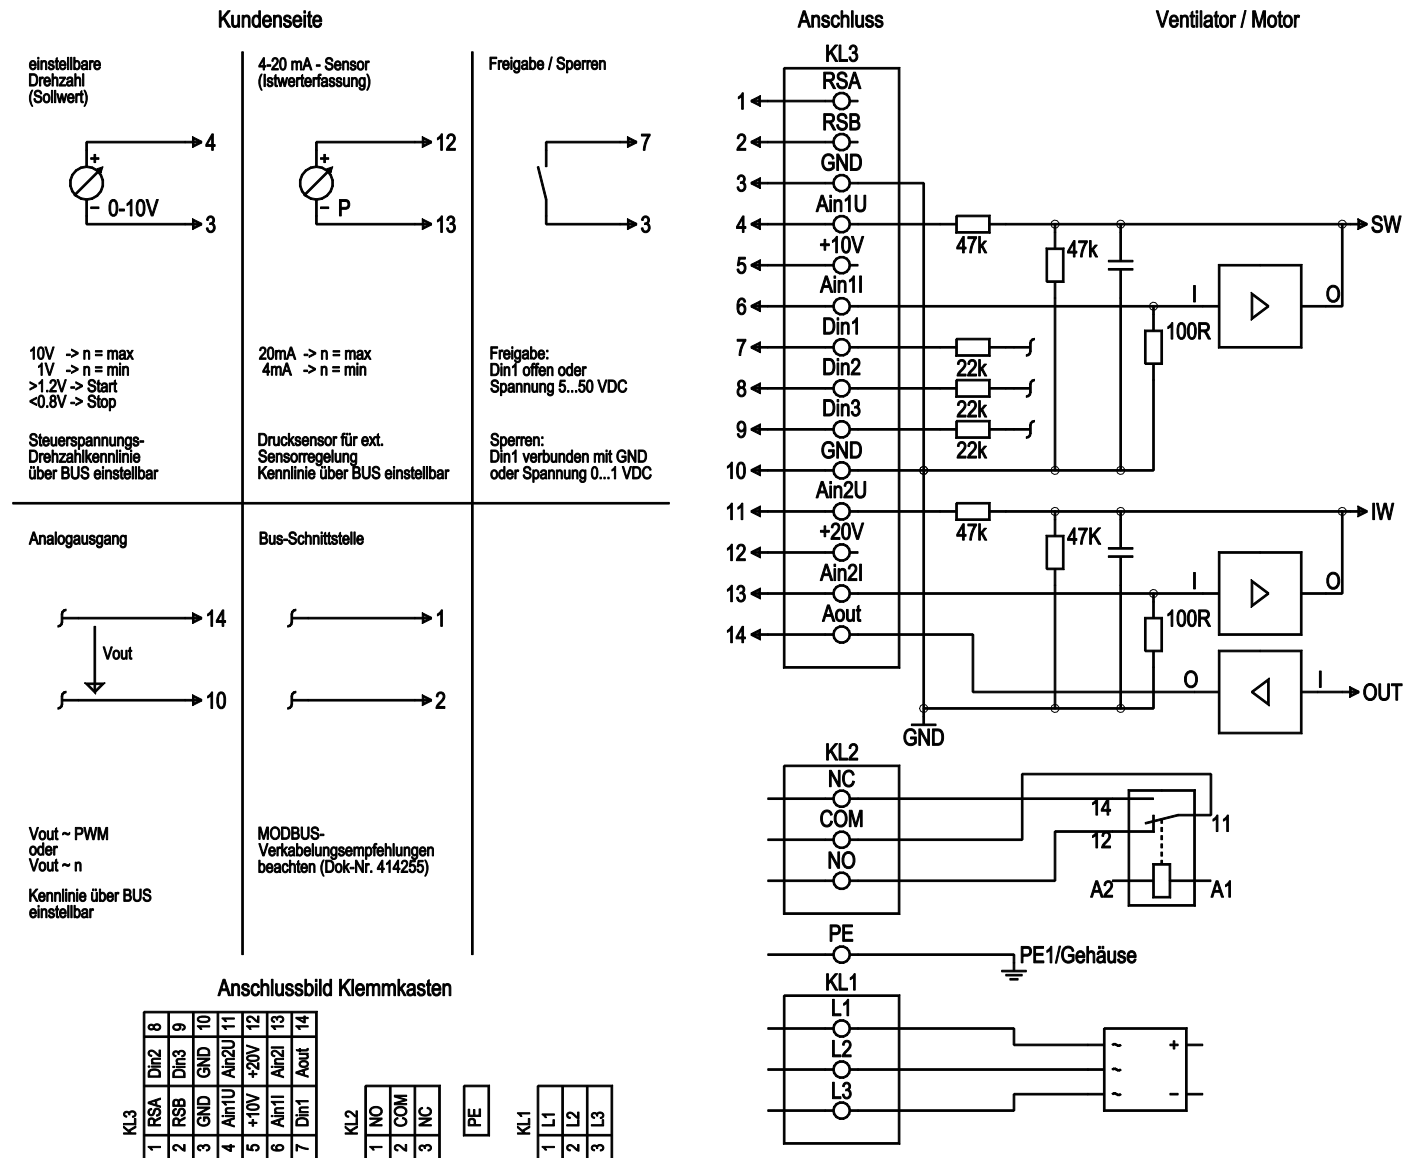 Kundenseite
Anschluss
Ventilator / Motor
einstellbare
Drehzahl
(Sollwert)
+
4
− 0-10V
3
10V -> n = max
1V -> n = min
>1.2V -> Start
<0.8V -> Stop
Steuerspannungs-
Drehzahlkennlinie
über BUS einstellbar
4-20 mA - Sensor
(Istwerterfassung)
+
12
− P
13
20mA -> n = max
4mA -> n = min
Drucksensor für ext.
Sensorregelung
Kennlinie über BUS einstellbar
Freigabe / Sperren
7
3
Freigabe:
Din1 offen oder
Spannung 5...50 VDC
Sperren:
Din1 verbunden mit GND
oder Spannung 0...1 VDC
Analogausgang
14
Vout
10
Vout ~ PWM
oder
Vout ~ n
Kennlinie über BUS
einstellbar
Bus-Schnittstelle
1
2
MODBUS-
Verkabelungsempfehlungen
beachten (Dok-Nr. 414255)
KL3
RSA
1
RSB
2
GND
3
Ain1U
4 47k 47k SW
+10V
5
Ain1I
6 I O
100R
Din1
7 22k
Din2
8 22k
Din3
9 22k
GND
10
Ain2U
11 47k 47K IW
+20V
12
Ain2I
13 I O
100R
Aout
14
O I OUT
GND
KL2
NC
14
COM
11
12
NO
A2 A1
PE
PE1/Gehäuse
KL1
L1
L2
L3
~ +
~
~ −
Anschlussbild Klemmkasten
KL3
1 RSA Din2 8
2 RSB Din3 9
3 GND GND 10
4 Ain1U Ain2U 11
5 +10V +20V 12
6 Ain1I Ain2I 13
7 Din1 Aout 14
KL2
1 NO
2 COM
3 NC
PE
KL1
1 L1
2 L2
3 L3